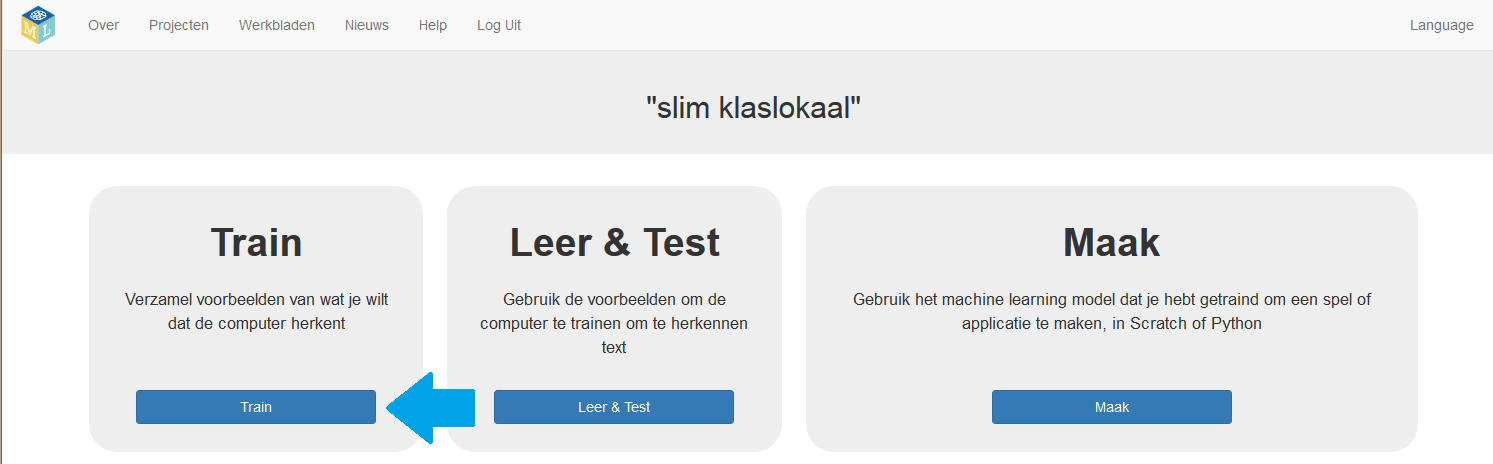 M L
Over Projecten Werkbladen Nieuws Help Log Uit Language
"slim klaslokaal"
Train
Verzamel voorbeelden van wat je wilt
dat de computer herkent
Train
Leer & Test
Gebruik de voorbeelden om de
computer te trainen om te herkennen
text
Leer & Test
Maak
Gebruik het machine learning model dat je hebt getraind om een spel of
applicatie te maken, in Scratch of Python
Maak